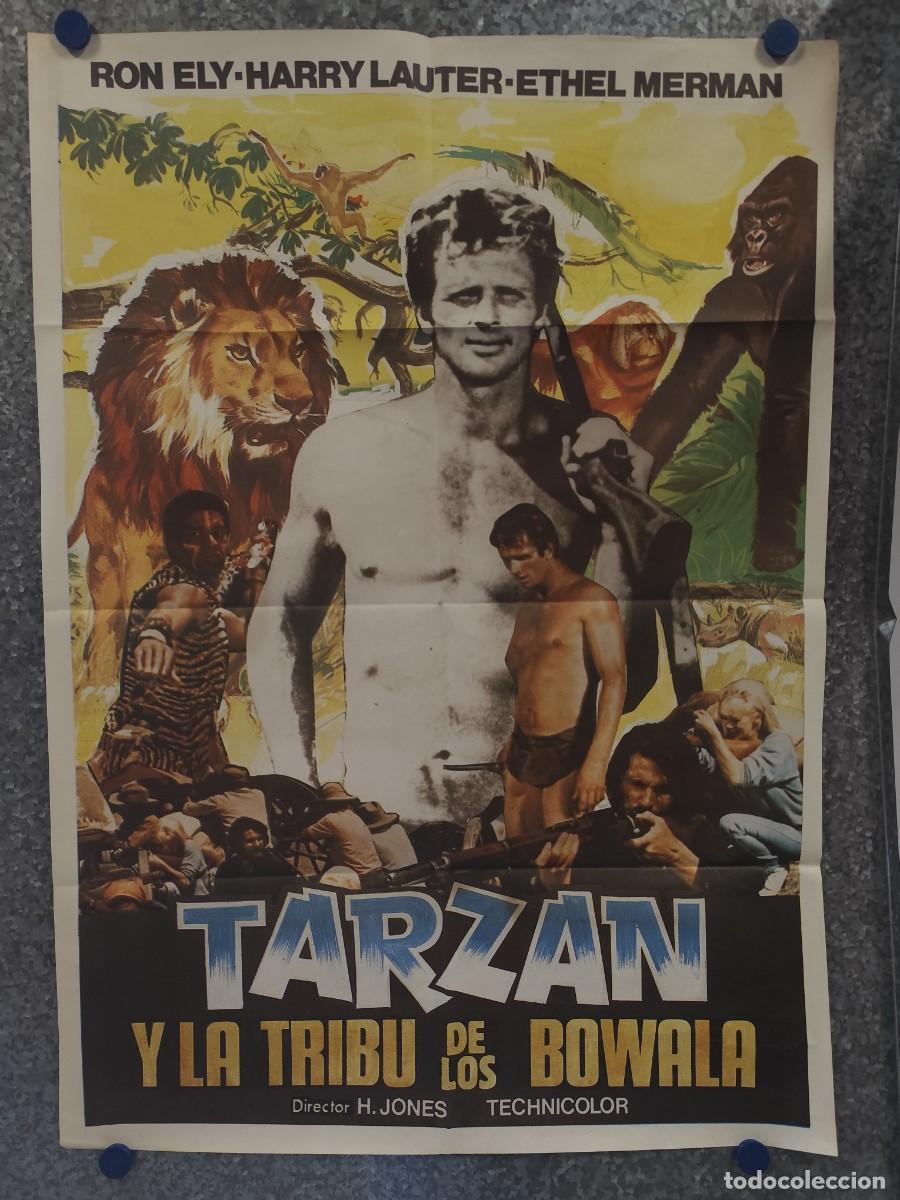 RON ELY·HARRY LAUTER·ETHEL MERMAN
TARZAN
Y LA TRIBU DE LOS BOWALA
Director H. JONES TECHNICOLOR
todocoleccion